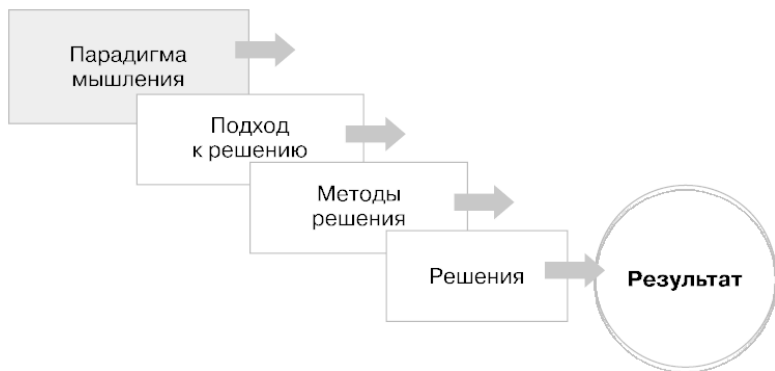 Парадигма
мышления
Подход
к решению
Методы
решения
Решения
Результат